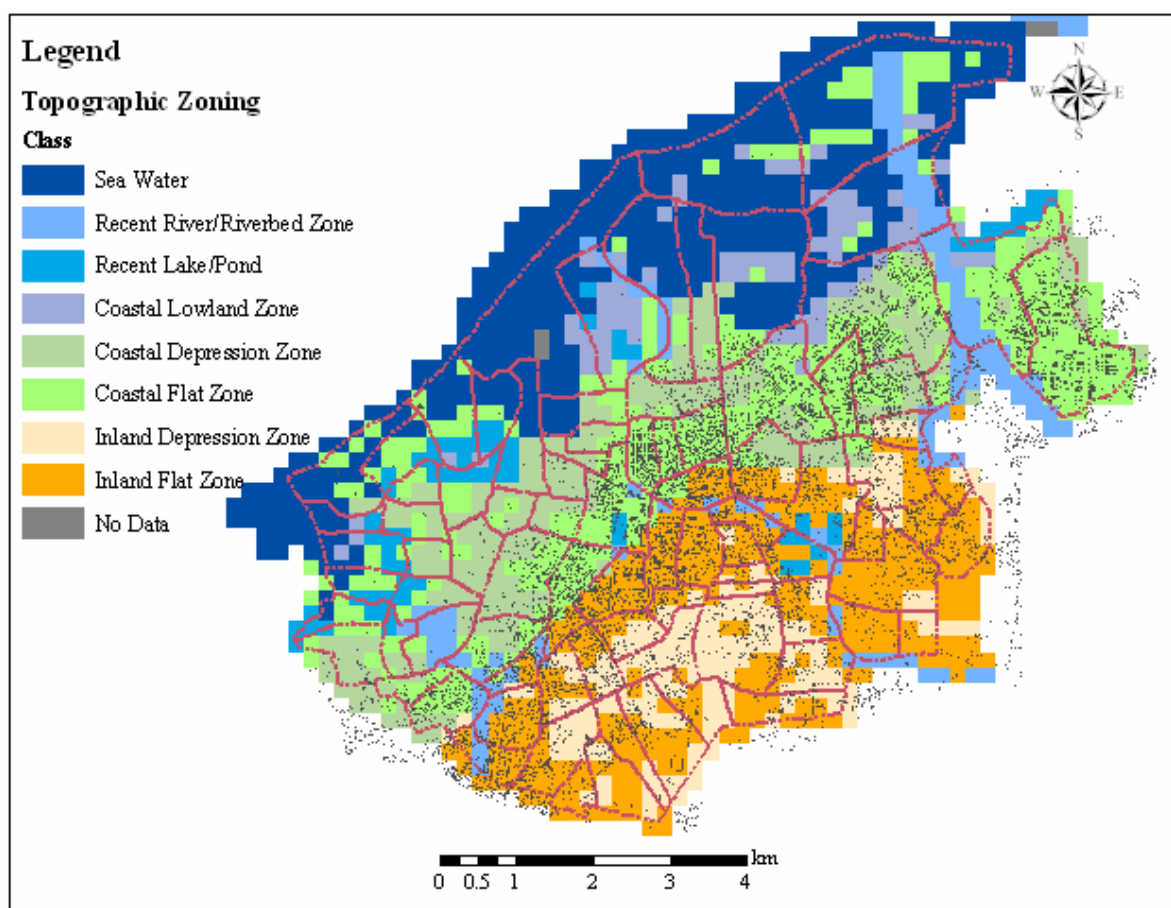 Legend
Topographic Zoning
Class
Sea Water
Recent River/Riverbed Zone
Recent Lake/Pond
Coastal Lowland Zone
Coastal Depression Zone
Coastal Flat Zone
Inland Depression Zone
Inland Flat Zone
No Data
N
W E
S
km
0 0.5 1 2 3 4